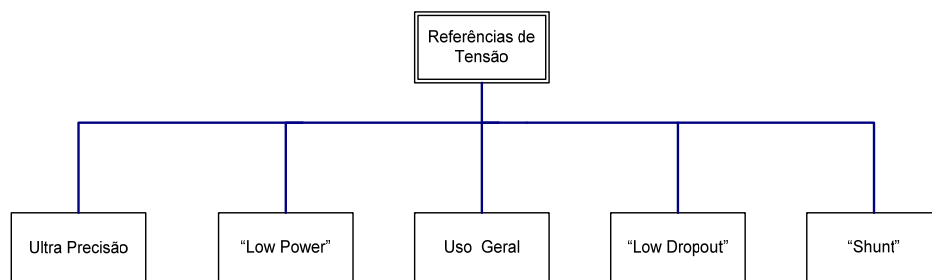 Referências de
Tensão
Ultra Precisão
“Low Power”
Uso Geral
“Low Dropout”
“Shunt”